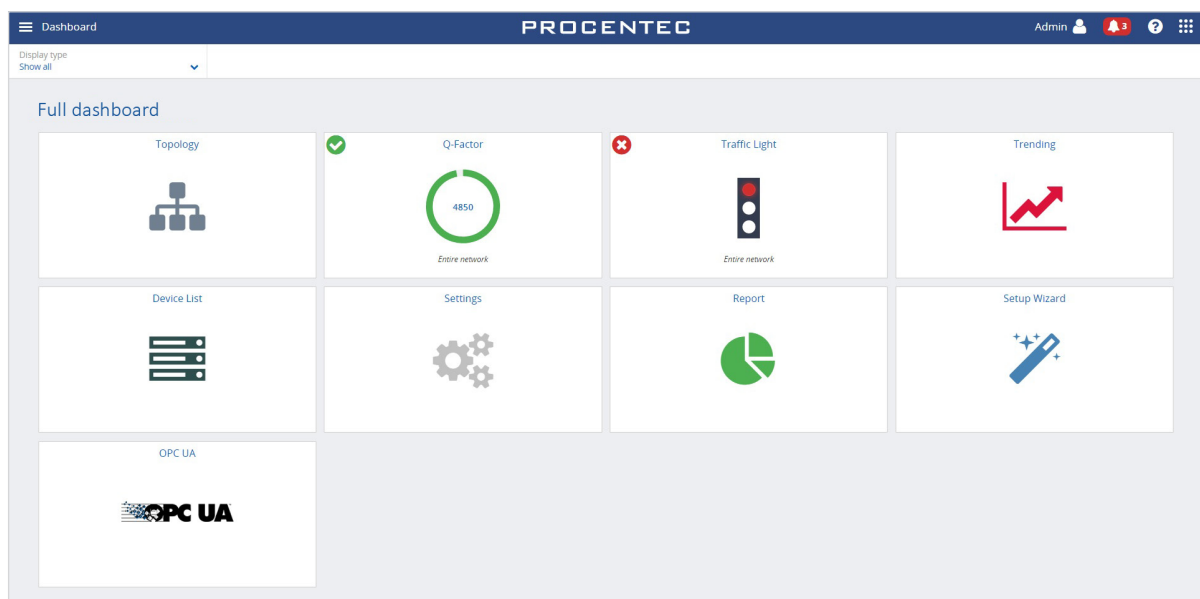 Dashboard
PROCENTEC
Admin
3
?
Display type
Show all
Full dashboard
Topology
Q-Factor
Traffic Light
Trending
4850
Entire network
Entire network
Device List
Settings
Report
Setup Wizard
OPC UA
OPC UA